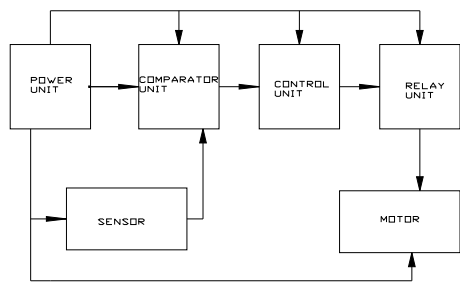 POWER
UNIT
COMPARATOR
UNIT
CONTROL
UNIT
RELAY
UNIT
SENSOR
MOTOR